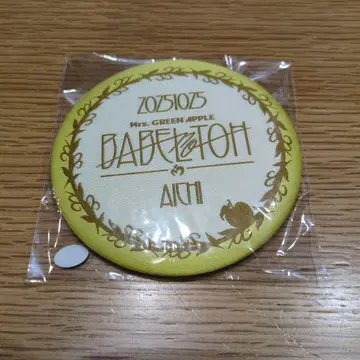 20251025
Mrs. GREEN APPLE
BABEL no TOH
AICHI